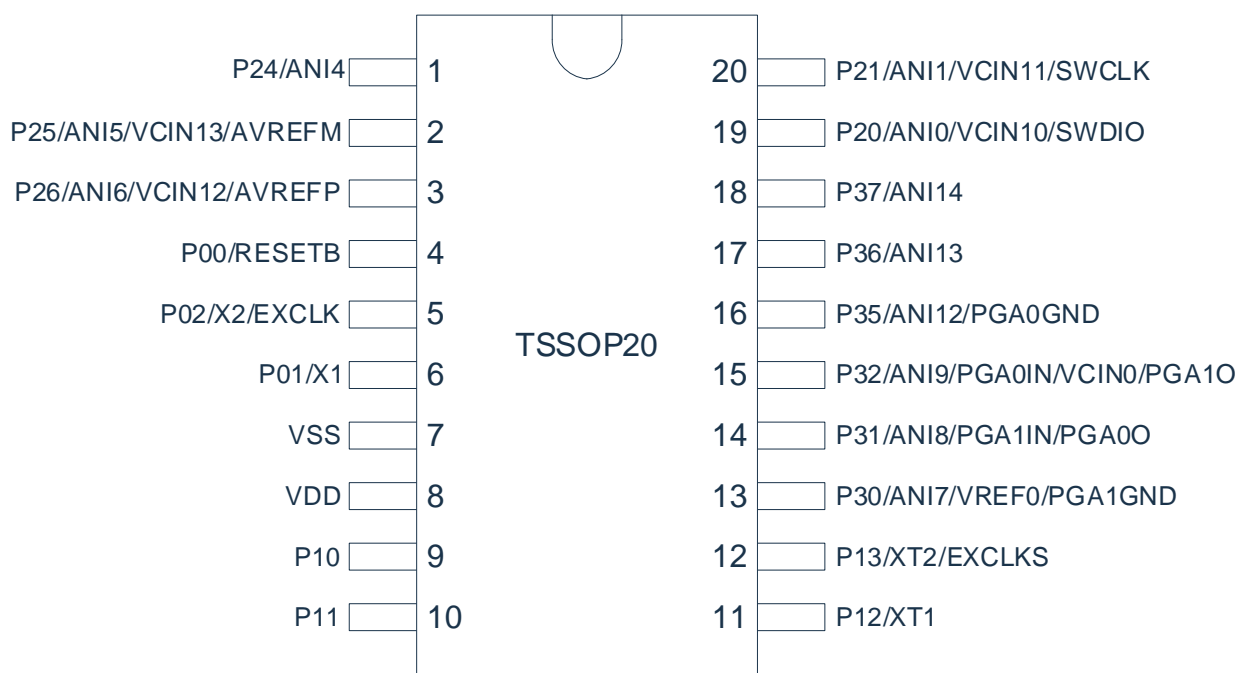 P24/ANI4 1 20 P21/ANI1/VCIN11/SWCLK
P25/ANI5/VCIN13/AVREFM 2 19 P20/ANI0/VCIN10/SWDIO
P26/ANI6/VCIN12/AVREFP 3 18 P37/ANI14
P00/RESETB 4 17 P36/ANI13
P02/X2/EXCLK 5 16 P35/ANI12/PGA0GND
TSSOP20
P01/X1 6 15 P32/ANI9/PGA0IN/VCIN0/PGA1O
VSS 7 14 P31/ANI8/PGA1IN/PGA0O
VDD 8 13 P30/ANI7/VREF0/PGA1GND
P10 9 12 P13/XT2/EXCLKS
P11 10 11 P12/XT1